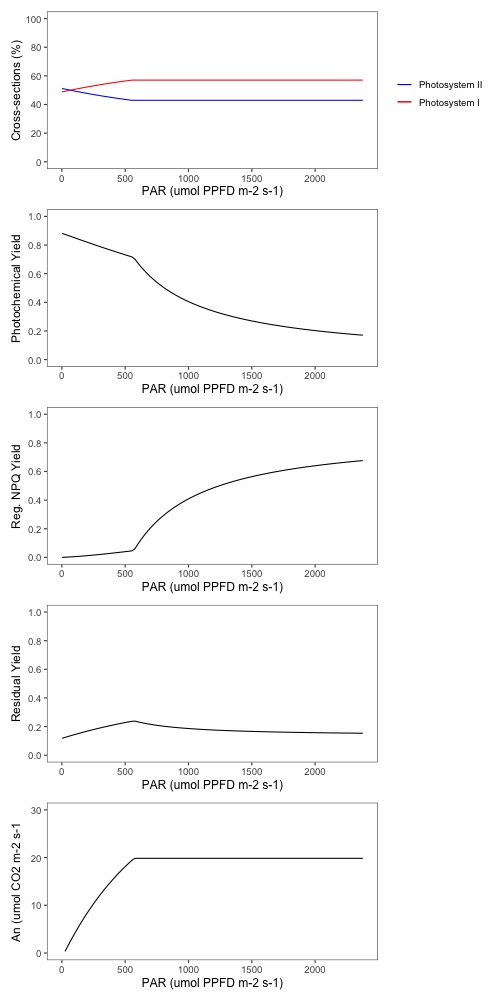 Cross-sections (%)
100
80
60
40
20
0
0 500 1000 1500 2000
PAR (umol PPFD m-2 s-1)
Photosystem II
Photosystem I
Photochemical Yield
1.0
0.8
0.6
0.4
0.2
0.0
0 500 1000 1500 2000
PAR (umol PPFD m-2 s-1)
Reg. NPQ Yield
1.0
0.8
0.6
0.4
0.2
0.0
0 500 1000 1500 2000
PAR (umol PPFD m-2 s-1)
Residual Yield
1.0
0.8
0.6
0.4
0.2
0.0
0 500 1000 1500 2000
PAR (umol PPFD m-2 s-1)
An (umol CO2 m-2 s-1
30
20
10
0
0 500 1000 1500 2000
PAR (umol PPFD m-2 s-1)